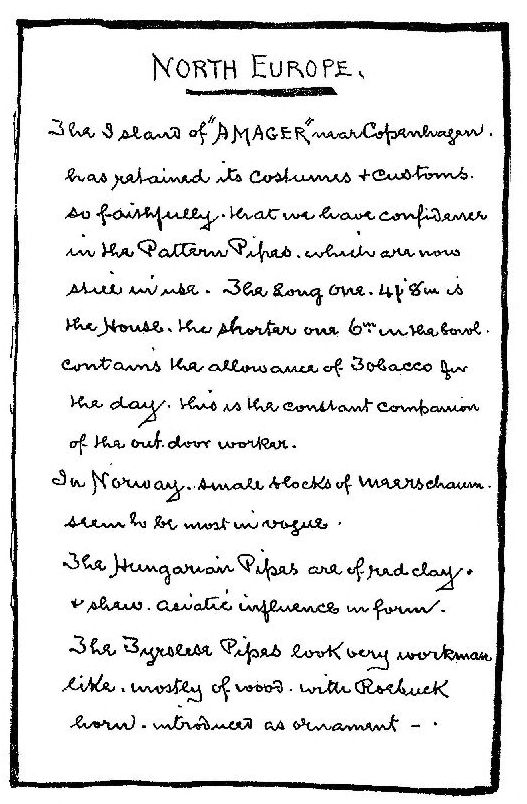 NORTH EUROPE.
The Island of "AMAGER" near Copenhagen.
has retained its costumes + customs.
so faithfully. that we have confidence
in the Pattern Pipes. which are now
still in use. The Long One. 4ft 8in is
the House. the shorter one 6in in the bowl.
contains the allowance of Tobacco for
the day. this is the constant companion
of the out. door worker.
In Norway. small blocks of Meerschaum.
seem to be most in vogue.
The Hungarian Pipes are of red clay.
+ shew. asiatic influence in form.
The Tyrolese Pipes look very workman
like. mostly of wood. with Roebuck
horn. introduced as ornament - .